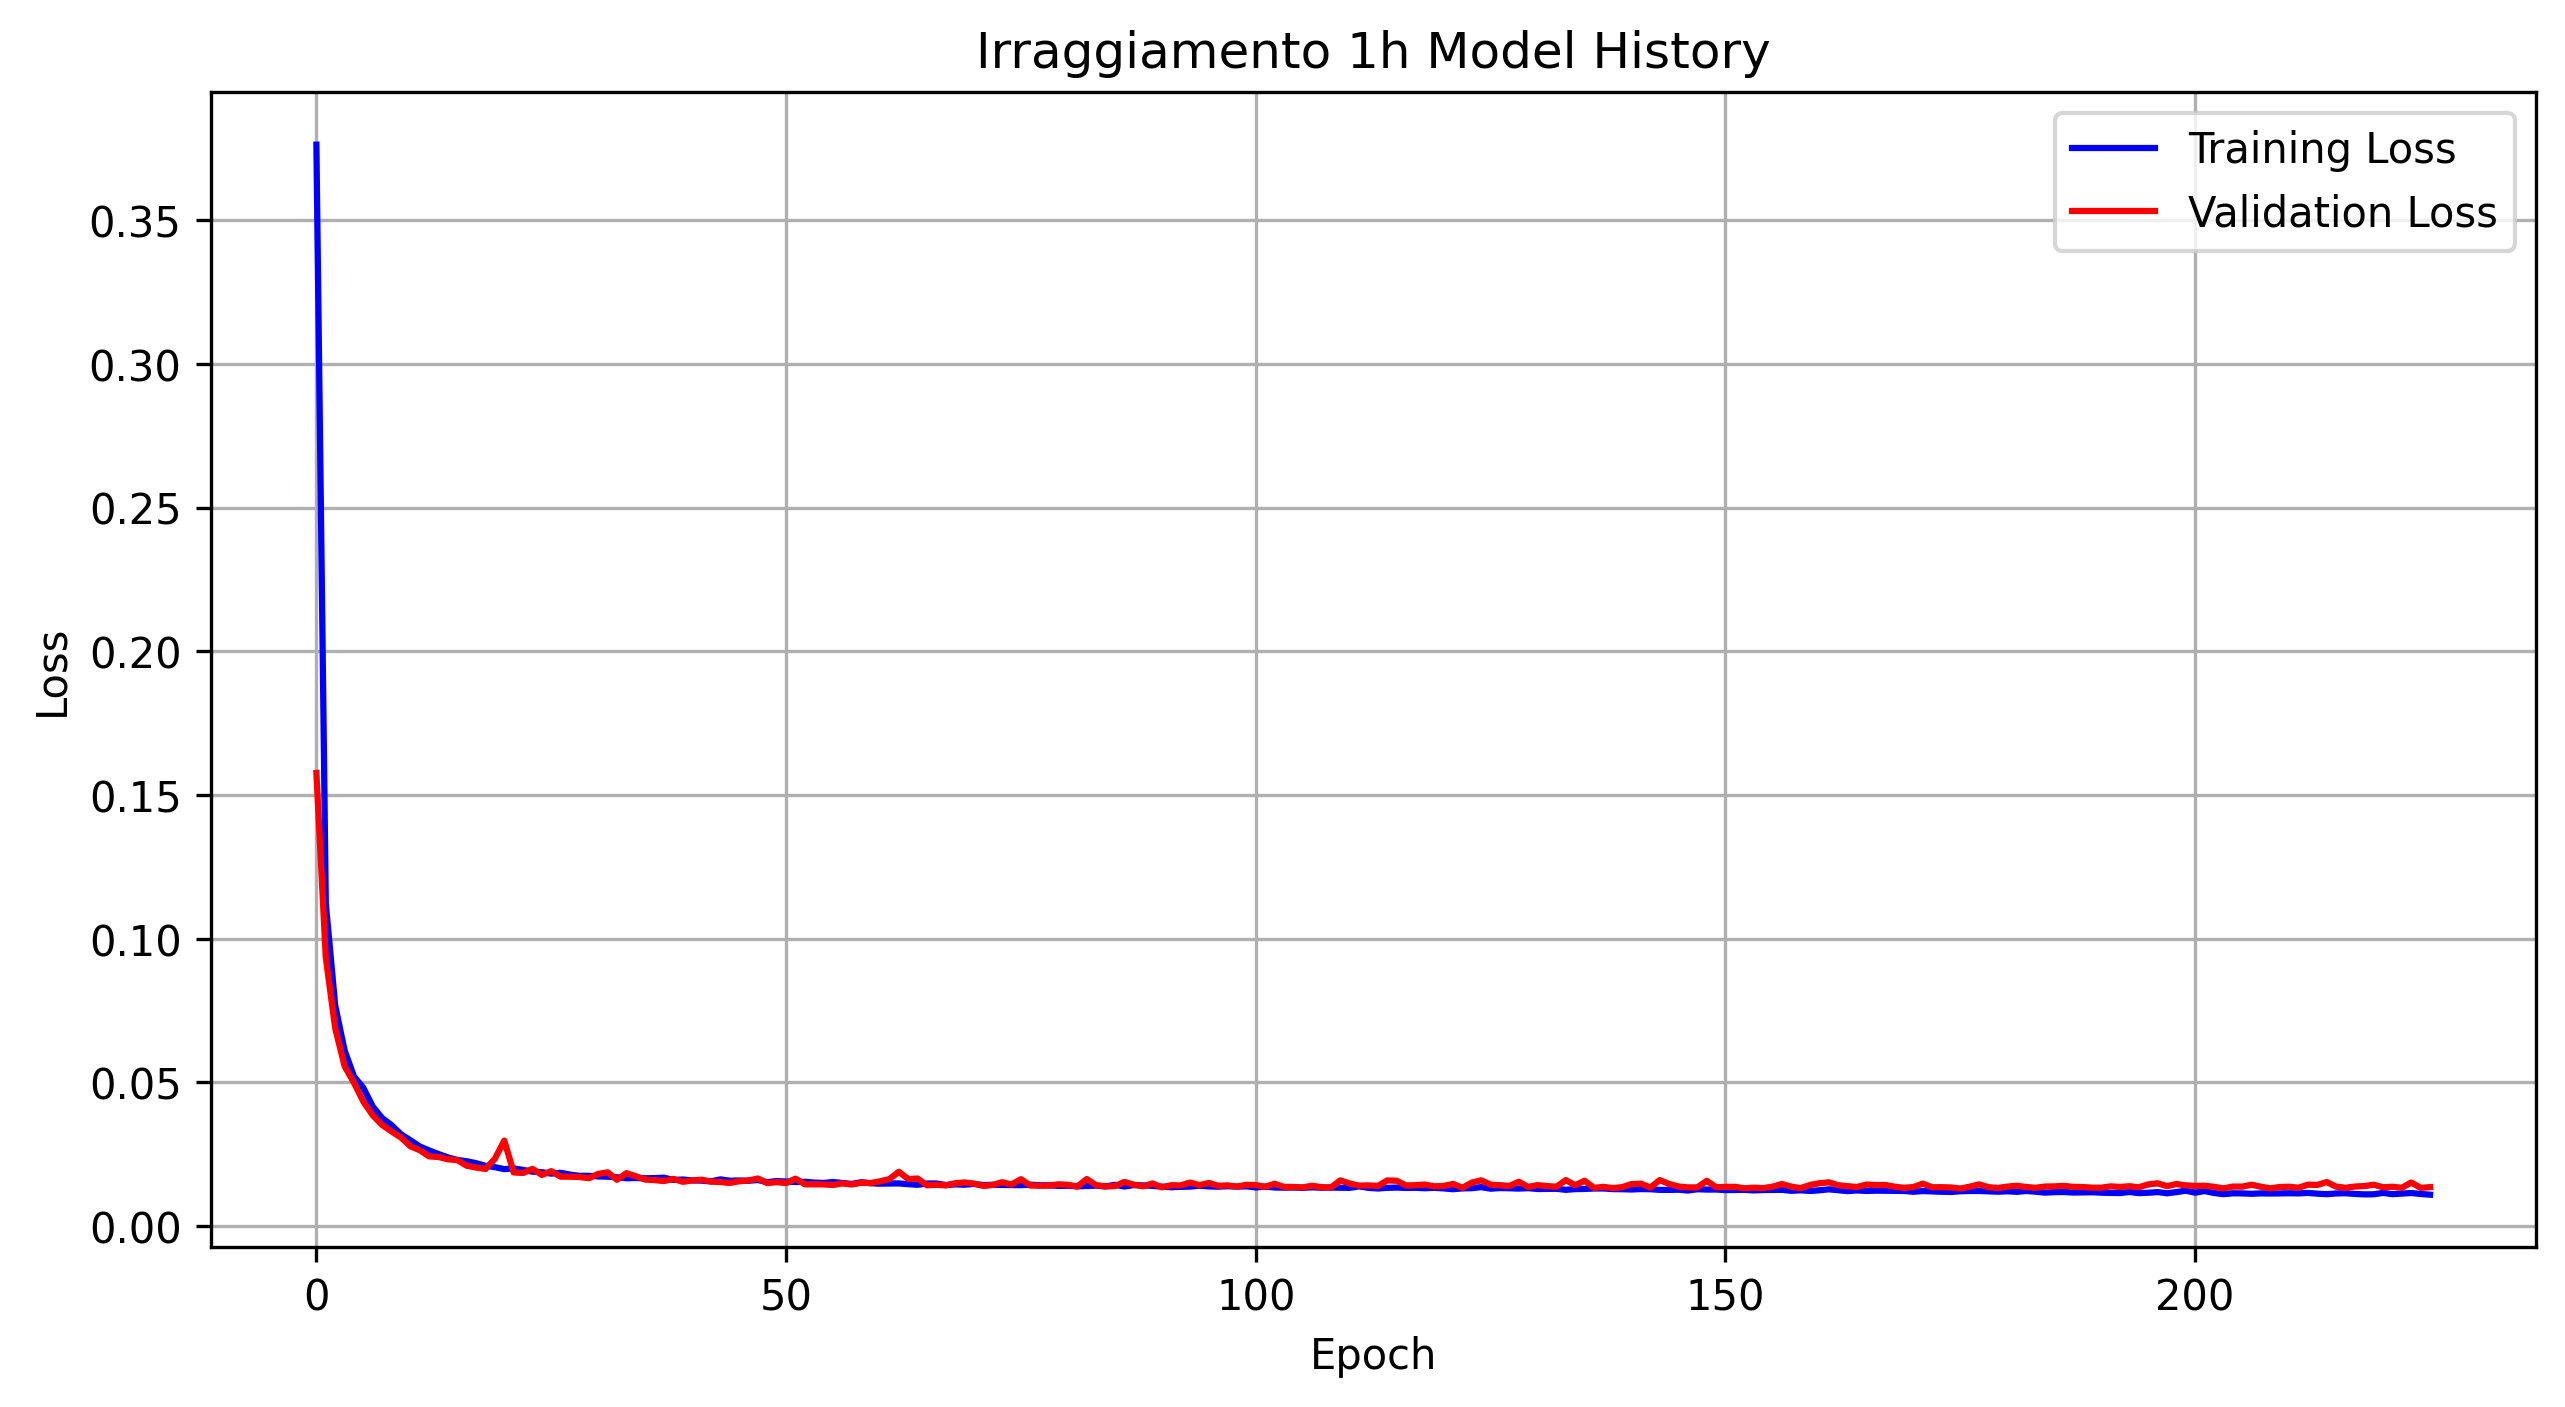 Irraggiamento 1h Model History
Training Loss
Validation Loss
0.35
0.30
0.25
0.20
0.15
0.10
0.05
0.00
Loss
0 50 100 150 200
Epoch